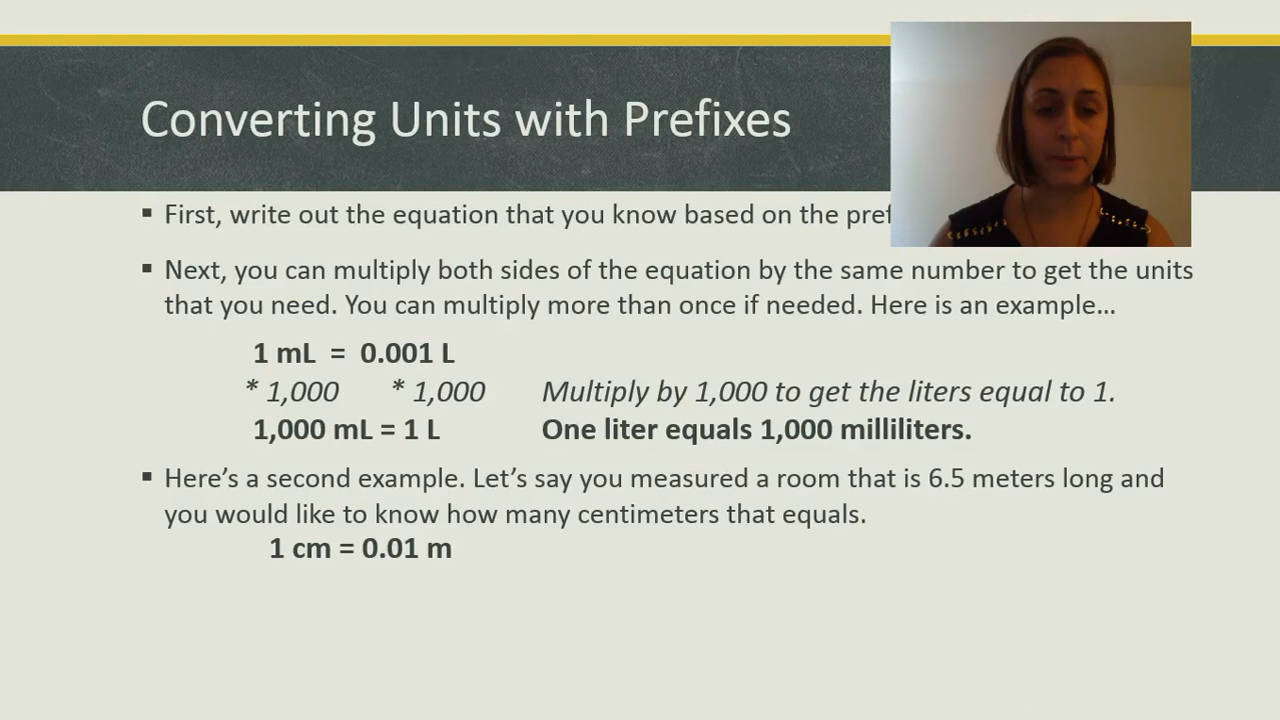 Converting Units with Prefixes
▪ First, write out the equation that you know based on the
▪ Next, you can multiply both sides of the equation by the same number to get the units
that you need. You can multiply more than once if needed. Here is an example…
1 mL = 0.001 L
* 1,000 * 1,000 Multiply by 1,000 to get the liters equal to 1.
1,000 mL = 1 L One liter equals 1,000 milliliters.
▪ Here’s a second example. Let’s say you measured a room that is 6.5 meters long and
you would like to know how many centimeters that equals.
1 cm = 0.01 m